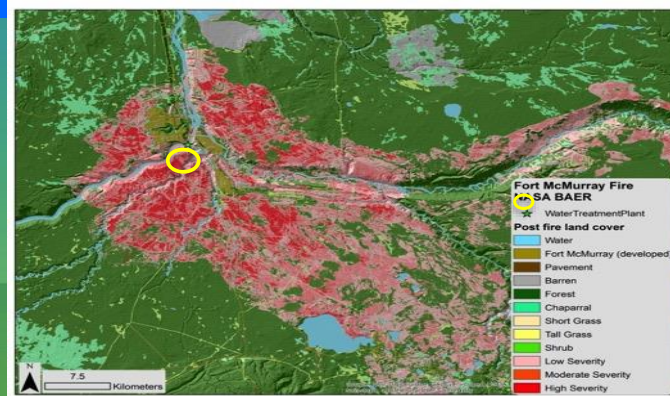 Fort McMurray Fire
NASA BAER
WaterTreatmentPlant
Post fire land cover
Water
Fort McMurray (developed)
Pavement
Barren
Forest
Chaparral
Short Grass
Tall Grass
Shrub
Low Severity
Moderate Severity
High Severity
N
7.5
Kilometers